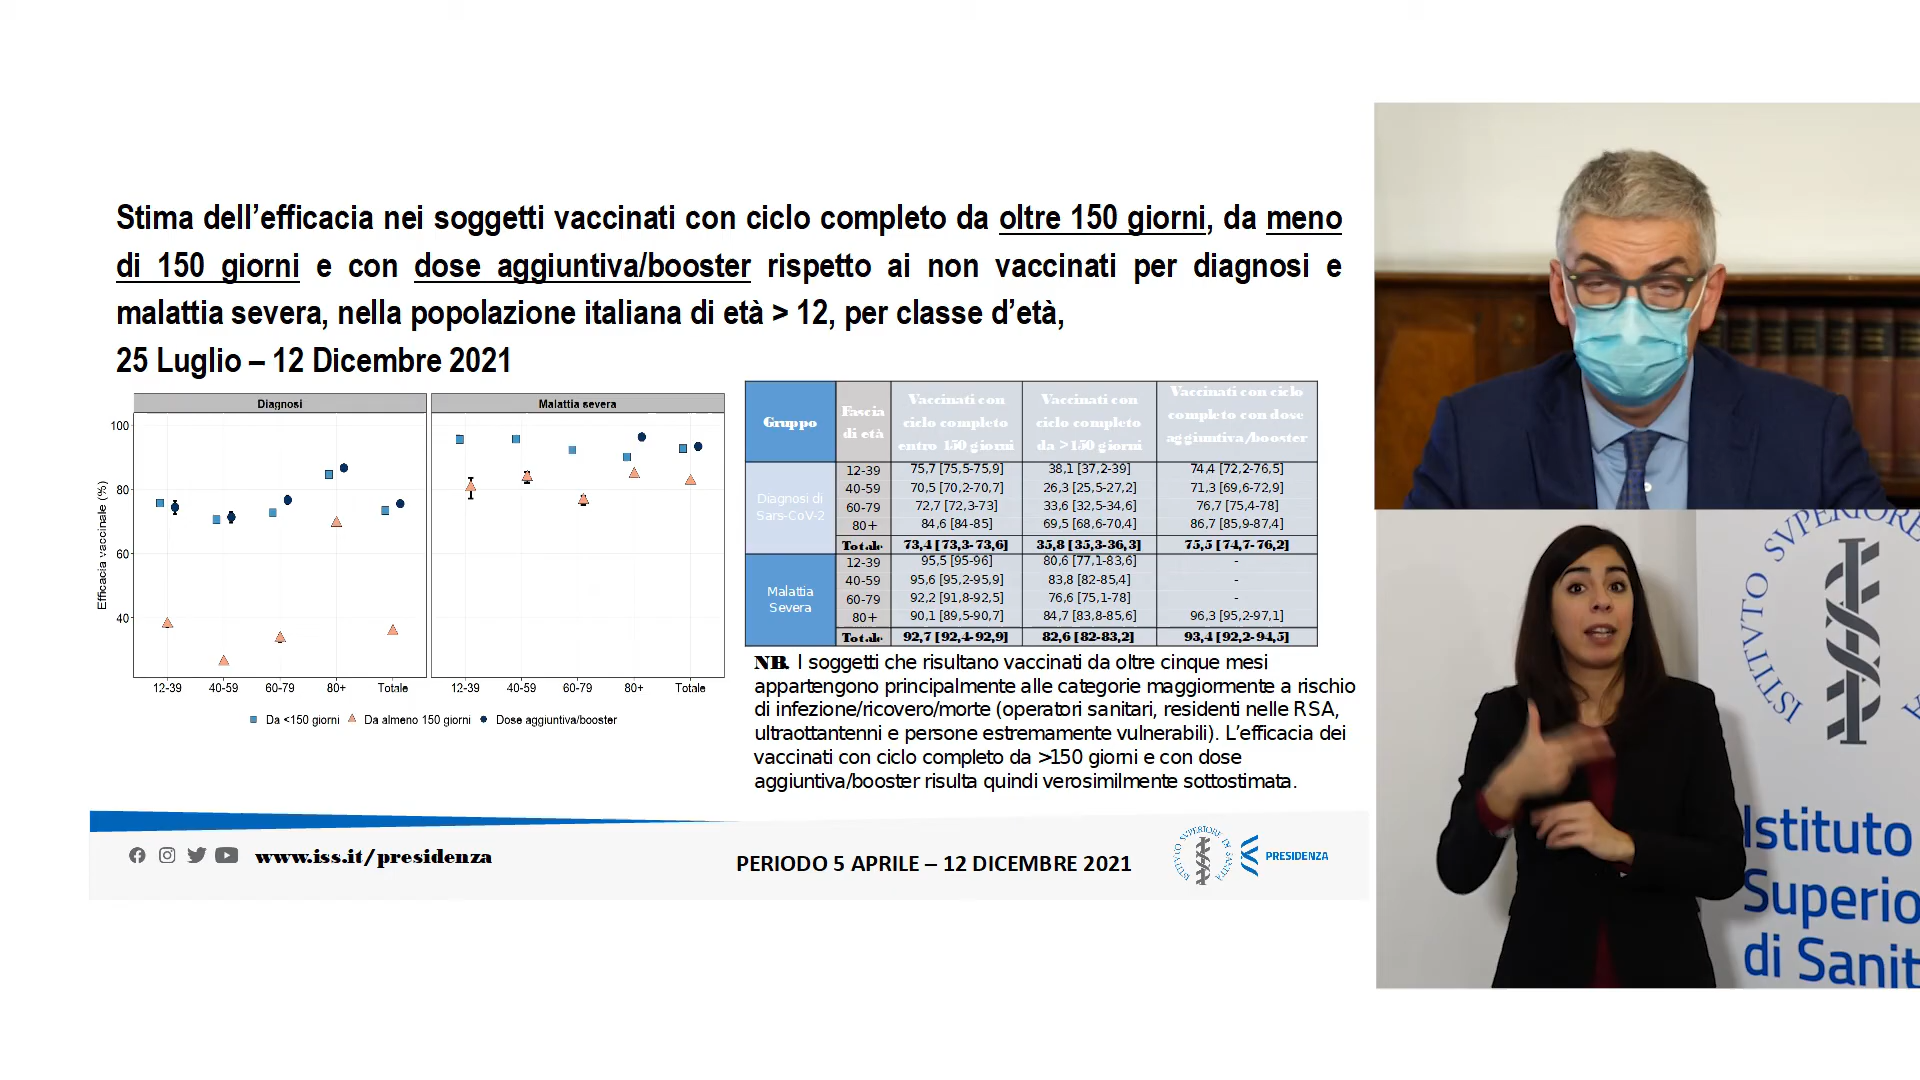 Stima dell’efficacia nei soggetti vaccinati con ciclo completo da oltre 150 giorni, da meno
di 150 giorni e con dose aggiuntiva/booster rispetto ai non vaccinati per diagnosi e
malattia severa, nella popolazione italiana di età > 12, per classe d’età,
25 Luglio – 12 Dicembre 2021
Diagnosi Malattia severa
Efficacia vaccinale (%)
100
80
60
40
12-39 40-59 60-79 80+ Totale 12-39 40-59 60-79 80+ Totale
Da <150 giorni Da almeno 150 giorni Dose aggiuntiva/booster
Gruppo
Fascia
di età
Vaccinati con
ciclo completo
entro 150 giorni
Vaccinati con
ciclo completo
da >150 giorni
Vaccinati con ciclo
completo con dose
aggiuntiva/booster
Diagnosi di
Sars-CoV-2
12-39 75,7 [75,5-75,9] 38,1 [37,2-39] 74,4 [72,2-76,5]
40-59 70,5 [70,2-70,7] 26,3 [25,5-27,2] 71,3 [69,6-72,9]
60-79 72,7 [72,3-73] 33,6 [32,5-34,6] 76,7 [75,4-78]
80+ 84,6 [84-85] 69,5 [68,6-70,4] 86,7 [85,9-87,4]
Totale 73,4 [73,3-73,6] 35,8 [35,3-36,3] 75,5 [74,7-76,2]
Malattia
Severa
12-39 95,5 [95-96] 80,6 [77,1-83,6] -
40-59 95,6 [95,2-95,9] 83,8 [82-85,4] -
60-79 92,2 [91,8-92,5] 76,6 [75,1-78] -
80+ 90,1 [89,5-90,7] 84,7 [83,8-85,6] 96,3 [95,2-97,1]
Totale 92,7 [92,4-92,9] 82,6 [82-83,2] 93,4 [92,2-94,5]
NB. I soggetti che risultano vaccinati da oltre cinque mesi
appartengono principalmente alle categorie maggiormente a rischio
di infezione/ricovero/morte (operatori sanitari, residenti nelle RSA,
ultraottantenni e persone estremamente vulnerabili). L’efficacia dei
vaccinati con ciclo completo da >150 giorni e con dose
aggiuntiva/booster risulta quindi verosimilmente sottostimata.
www.iss.it/presidenza
PERIODO 5 APRILE – 12 DICEMBRE 2021
ISTITUTO SUPERIORE DI SANITÀ
PRESIDENZA
ISTITUTO SUPERIORE
Istituto
Superio
di Sanit